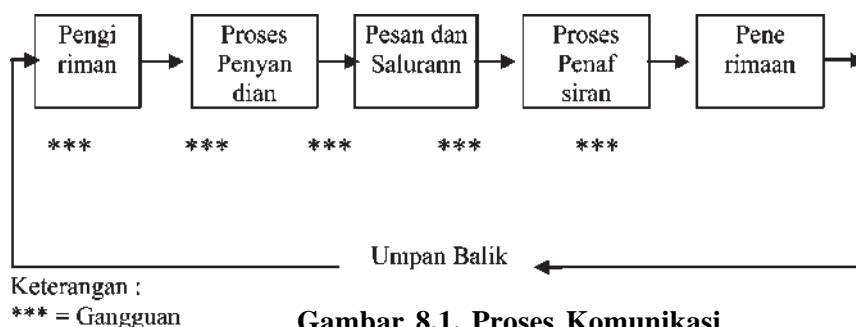 Pengi
riman
Proses
Penyan
dian
Pesan dan
Salurann
Proses
Penaf
siran
Pene
rimaan
*** *** *** *** ***
Umpan Balik
Keterangan :
*** = Gangguan
Gambar 8.1. Proses Komunikasi